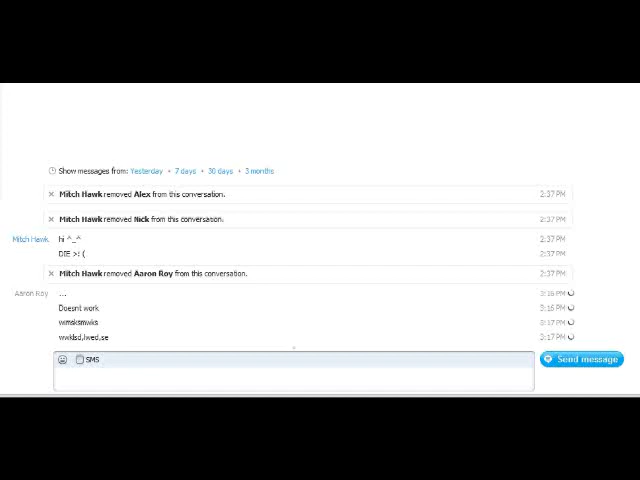 Show messages from: Yesterday • 7 days • 30 days • 3 months
Mitch Hawk removed Alex from this conversation. 2:37 PM
Mitch Hawk removed Nick from this conversation. 2:37 PM
Mitch Hawk hi ^_^ 2:37 PM
DIE >:( 2:37 PM
Mitch Hawk removed Aaron Roy from this conversation. 2:37 PM
Aaron Roy ... 3:16 PM
Doesnt work 3:16 PM
wimsksmwks 3:17 PM
wwklsd,lwed,se 3:17 PM
SMS
Send message